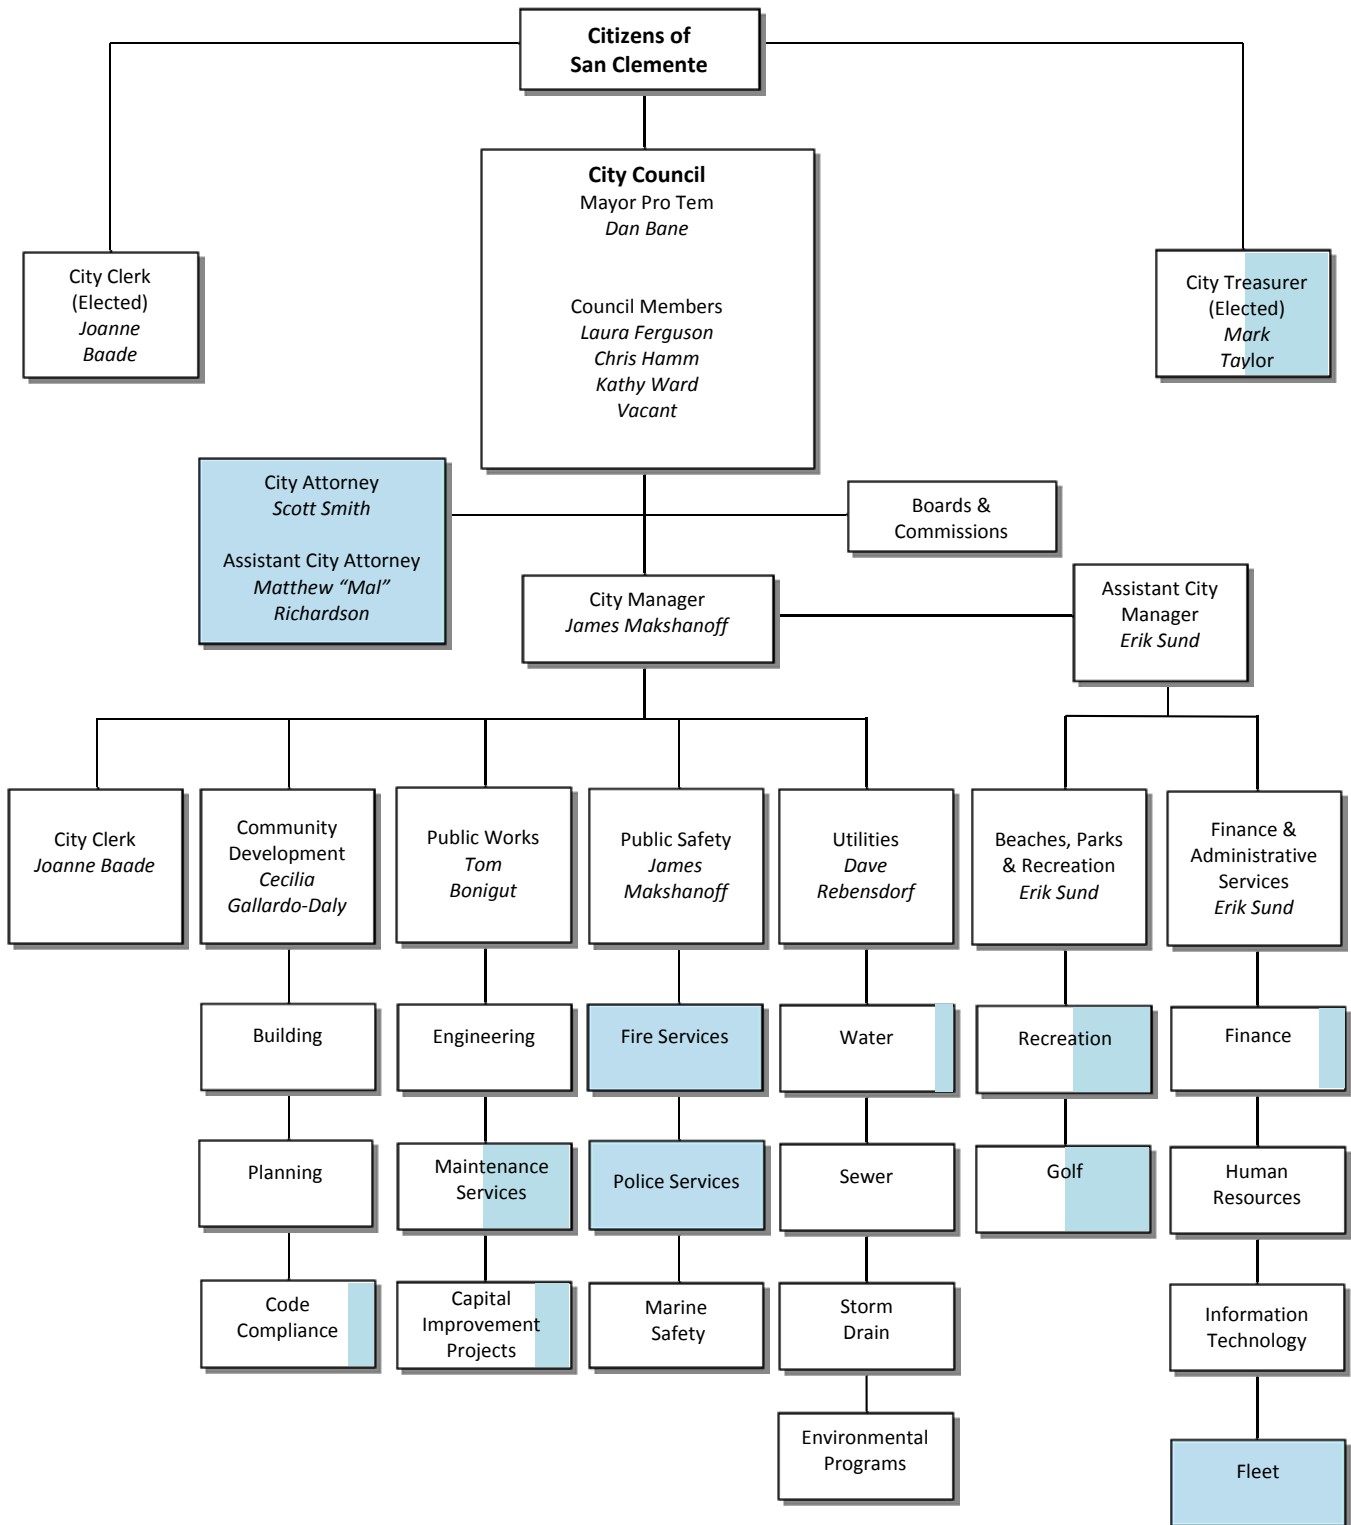 Citizens of
San Clemente
City Council
Mayor Pro Tem
Dan Bane
Council Members
Laura Ferguson
Chris Hamm
Kathy Ward
Vacant
City Clerk
(Elected)
Joanne
Baade
City Treasurer
(Elected)
Mark
Taylor
City Attorney
Scott Smith
Assistant City Attorney
Matthew “Mal”
Richardson
Boards &
Commissions
City Manager
James Makshanoff
Assistant City
Manager
Erik Sund
City Clerk
Joanne Baade
Community
Development
Cecilia
Gallardo-Daly
Public Works
Tom
Bonigut
Public Safety
James
Makshanoff
Utilities
Dave
Rebensdorf
Beaches, Parks
& Recreation
Erik Sund
Finance &
Administrative
Services
Erik Sund
Building
Engineering
Fire Services
Water
Recreation
Finance
Planning
Maintenance
Services
Police Services
Sewer
Golf
Human
Resources
Code
Compliance
Capital
Improvement
Projects
Marine
Safety
Storm
Drain
Information
Technology
Environmental
Programs
Fleet